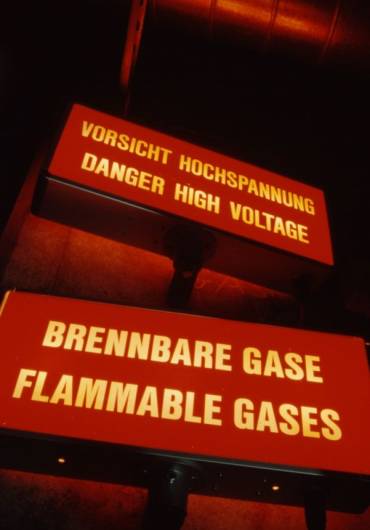 VORSICHT HOCHSPANNUNG
DANGER HIGH VOLTAGE
BRENNBARE GASE
FLAMMABLE GASES